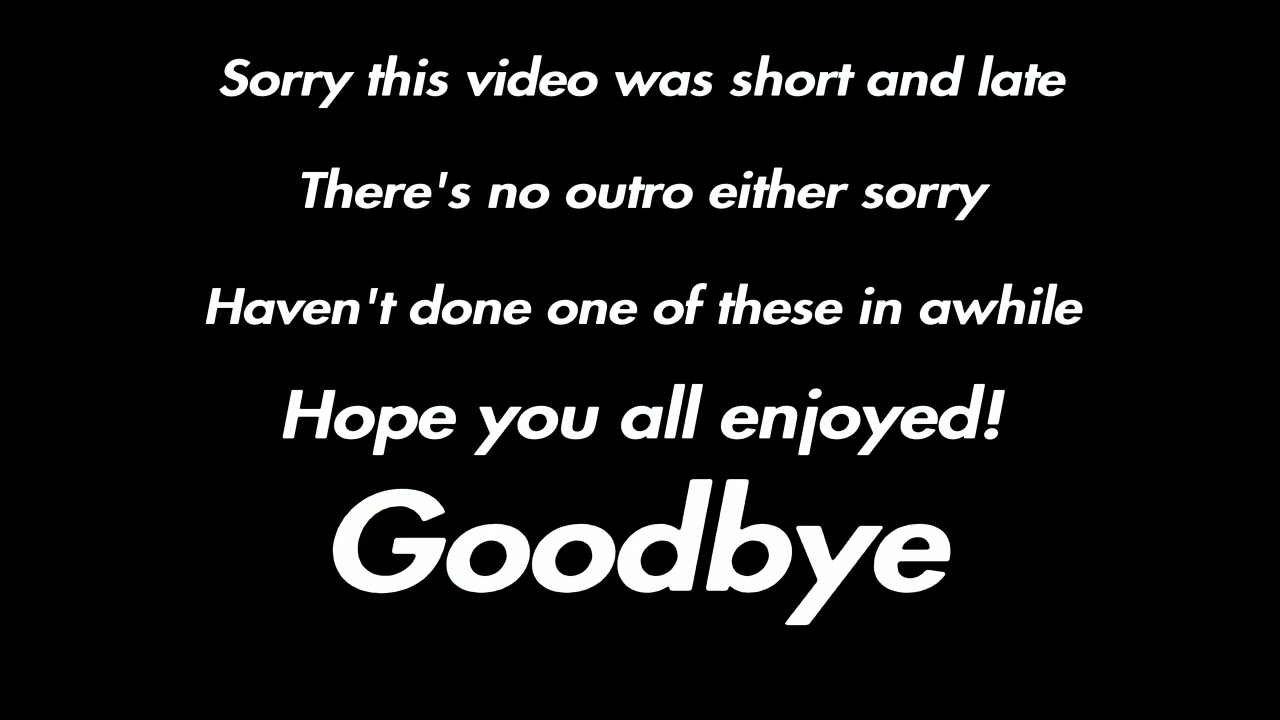 Sorry this video was short and late
There's no outro either sorry
Haven't done one of these in awhile
Hope you all enjoyed!
Goodbye